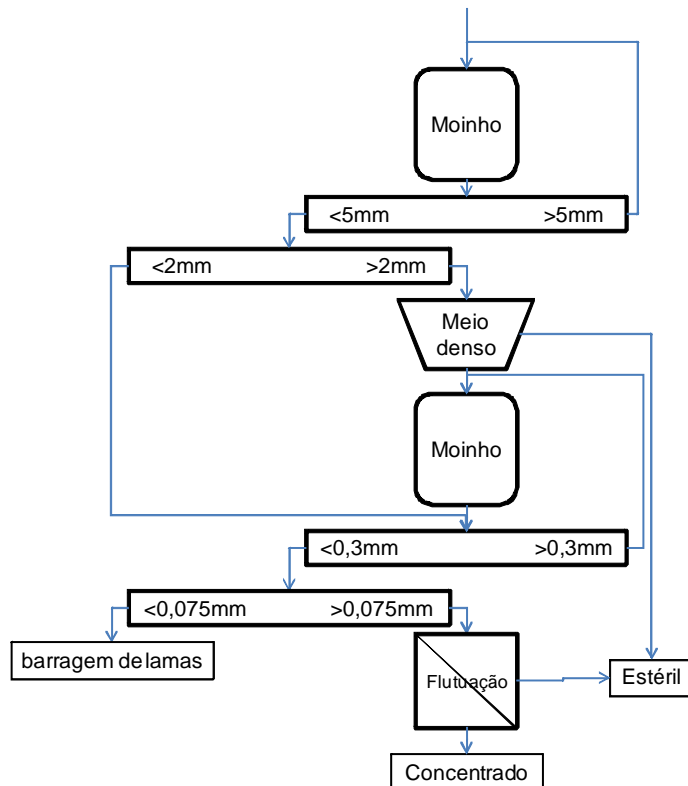 Moinho
<5mm >5mm
<2mm >2mm
Meio
denso
Moinho
<0,3mm >0,3mm
<0,075mm >0,075mm
barragem de lamas
Flutuação
Estéril
Concentrado